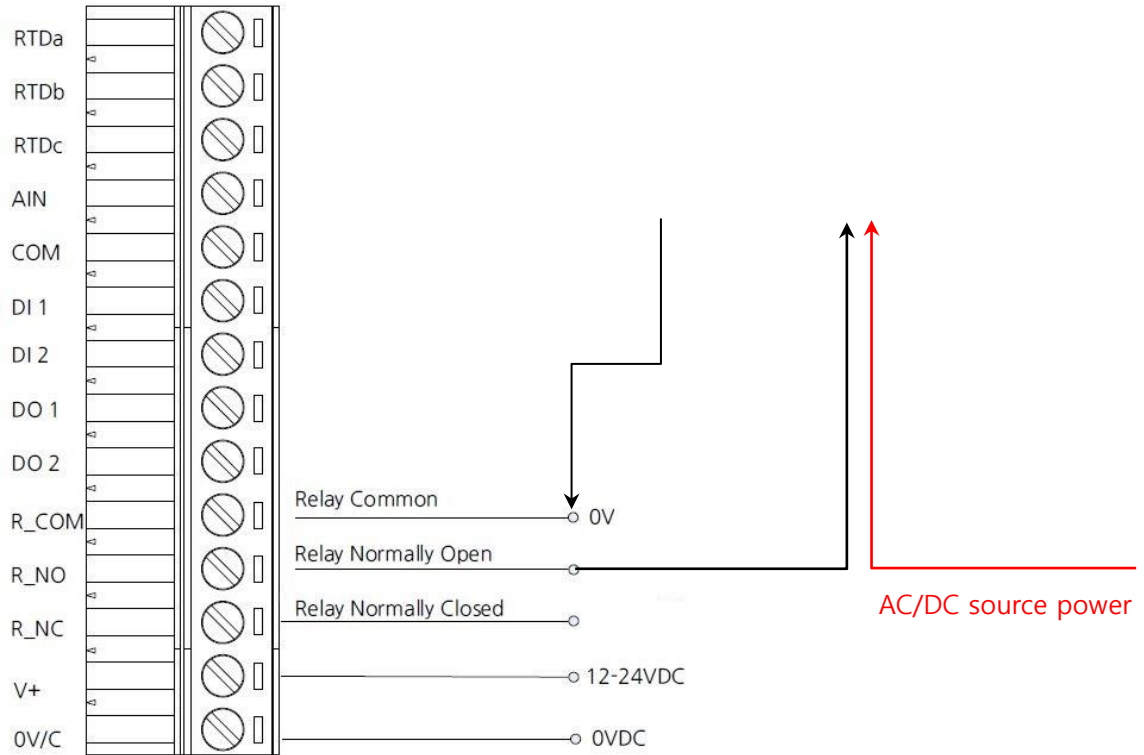 RTDa
RTDb
RTDc
AIN
COM
DI 1
DI 2
DO 1
DO 2
R_COM
Relay Common
0V
R_NO
Relay Normally Open
AC/DC source power
R_NC
Relay Normally Closed
V+
12-24VDC
0V/C
0VDC